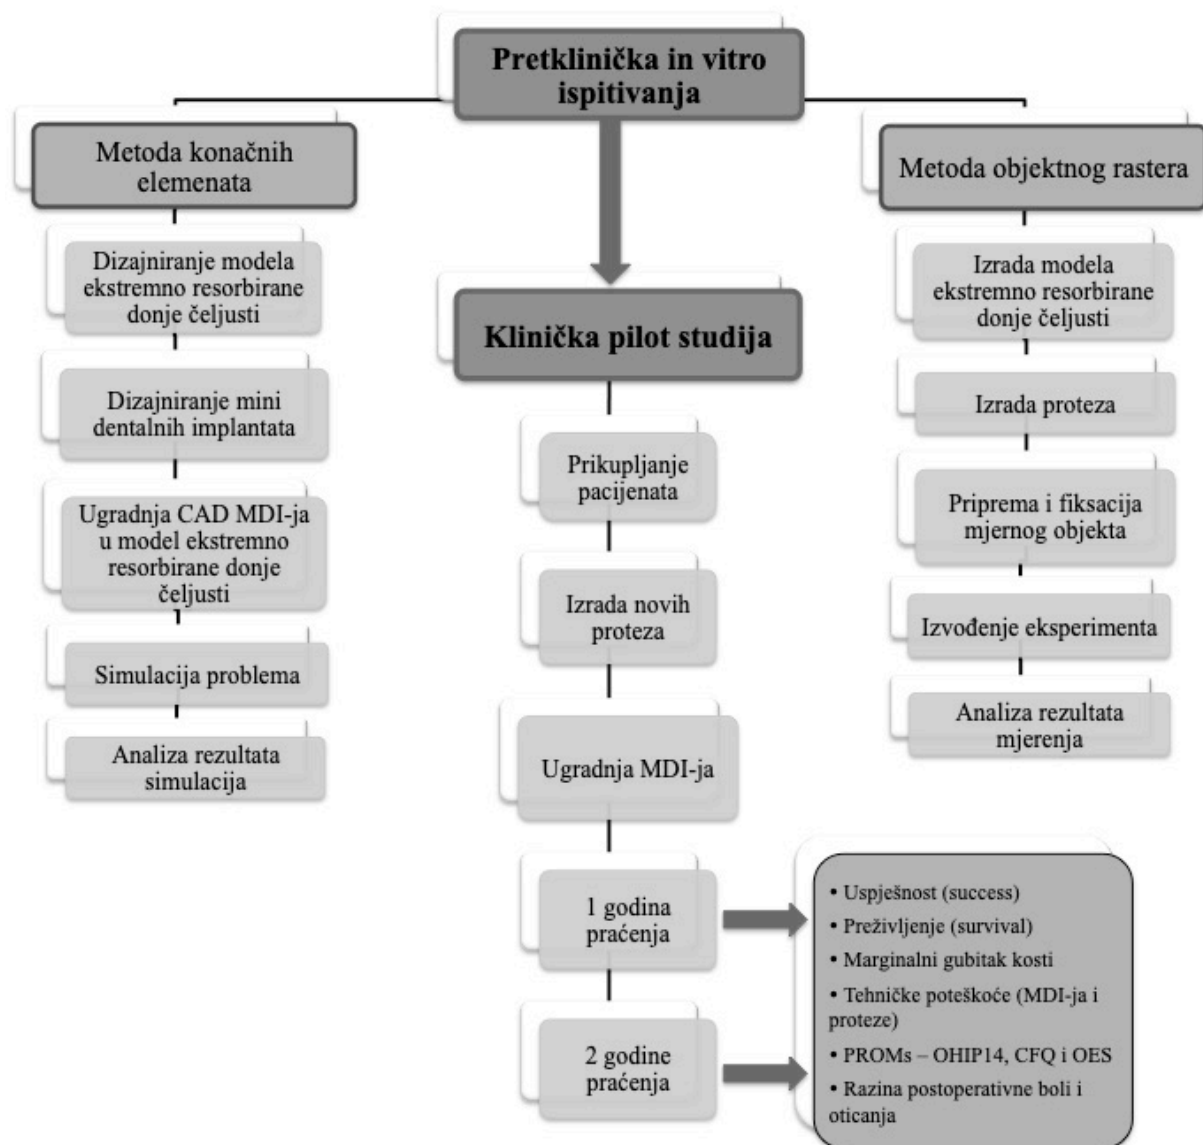 Pretklinička in vitro
ispitivanja
Metoda konačnih
elemenata
Dizajniranje modela
ekstremno resorbirane
donje čeljusti
Dizajniranje mini
dentalnih implantata
Ugradnja CAD MDI-ja
u model ekstremno
resorbirane donje
čeljusti
Simulacija problema
Analiza rezultata
simulacija
Klinička pilot studija
Prikupljanje
pacijenata
Izrada novih
proteza
Ugradnja MDI-ja
1 godina
praćenja
2 godine
praćenja
• Uspješnost (success)
• Preživljenje (survival)
• Marginalni gubitak kosti
• Tehničke poteškoće (MDI-ja i
proteze)
• PROMs – OHIP14, CFQ i OES
• Razina postoperativne boli i
oticanja
Metoda objektnog rastera
Izrada modela
ekstremno resorbirane
donje čeljusti
Izrada proteza
Priprema i fiksacija
mjernog objekta
Izvođenje eksperimenta
Analiza rezultata
mjerenja